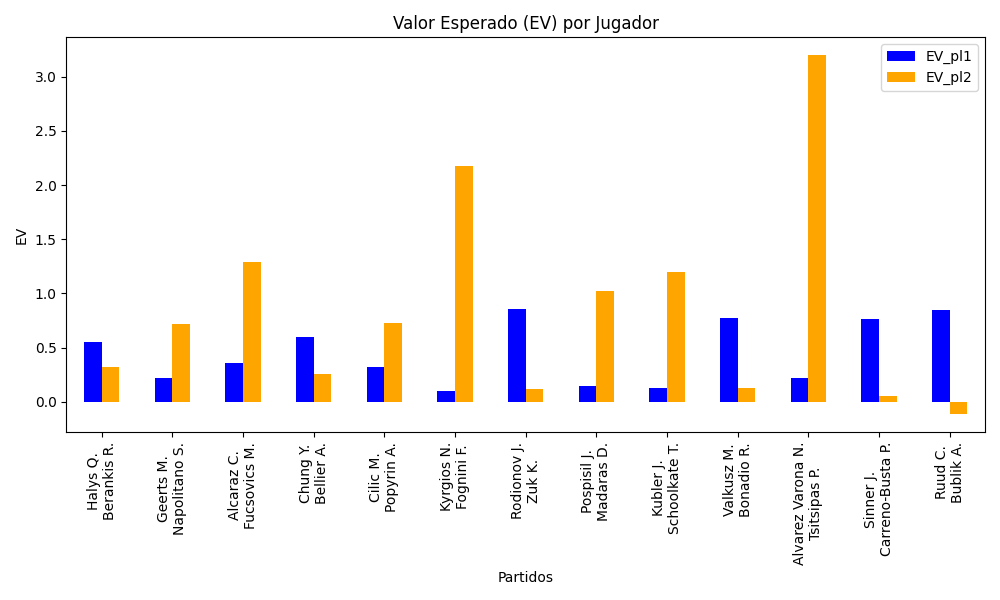 Valor Esperado (EV) por Jugador
EV_pl1
EV_pl2
3.0
2.5
2.0
1.5
1.0
0.5
0.0
EV
Halys Q.
Berankis R.
Geerts M.
Napolitano S.
Alcaraz C.
Fucsovics M.
Chung Y.
Bellier A.
Cilic M.
Popyrin A.
Kyrgios N.
Fognini F.
Rodionov J.
Zuk K.
Pospisil J.
Madaras D.
Kubler J.
Schoolkate T.
Valkusz M.
Bonadio R.
Alvarez Varona N.
Tsitsipas P.
Sinner J.
Carreno-Busta P.
Ruud C.
Bublik A.
Partidos